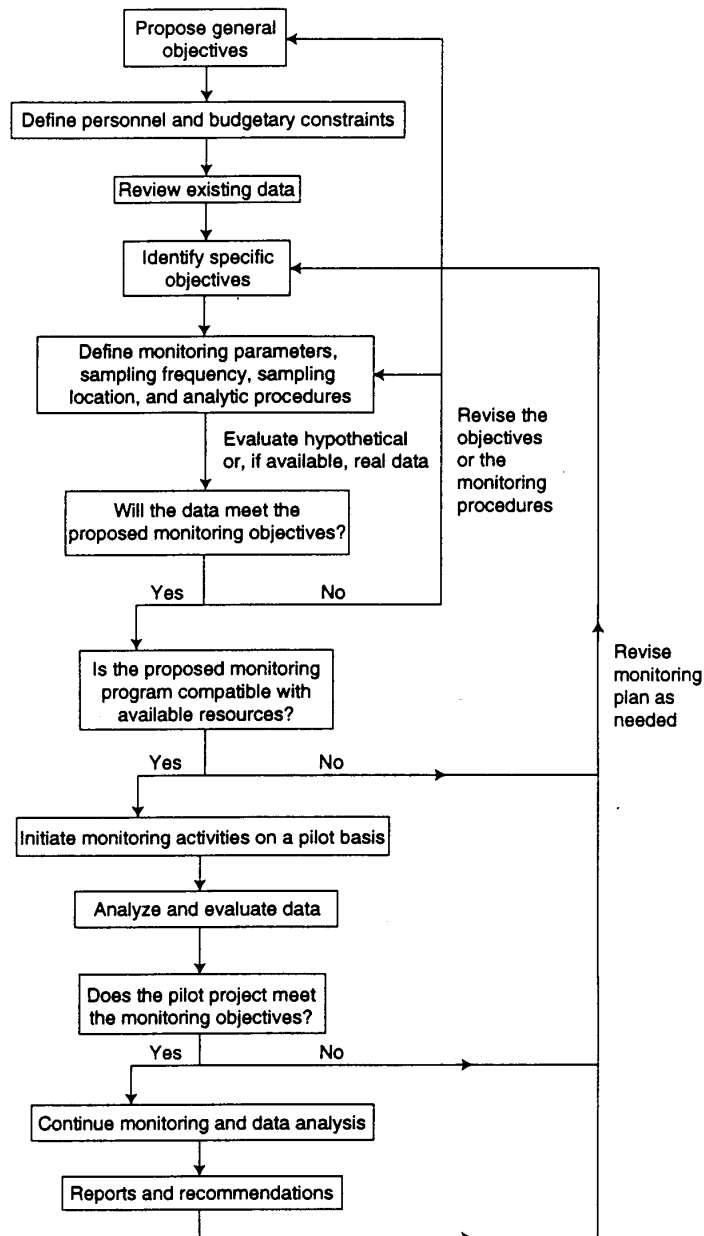 Propose general
objectives
Define personnel and budgetary constraints
Review existing data
Identify specific
objectives
Define monitoring parameters,
sampling frequency, sampling
location, and analytic procedures
Evaluate hypothetical
or, if available, real data
Revise the
objectives
or the
monitoring
procedures
Will the data meet the
proposed monitoring objectives?
Yes
No
Is the proposed monitoring
program compatible with
available resources?
Revise
monitoring
plan as
needed
Yes
No
Initiate monitoring activities on a pilot basis
Analyze and evaluate data
Does the pilot project meet
the monitoring objectives?
Yes
No
Continue monitoring and data analysis
Reports and recommendations